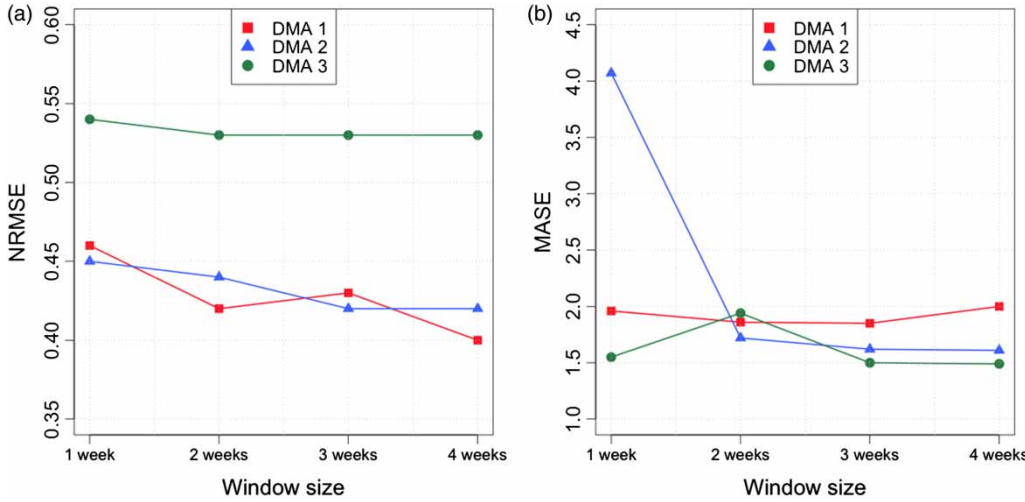 (a)
DMA 1
DMA 2
DMA 3
NRMSE
0.60
0.55
0.50
0.45
0.40
0.35
1 week 2 weeks 3 weeks 4 weeks
Window size
(b)
DMA 1
DMA 2
DMA 3
MASE
4.5
4.0
3.5
3.0
2.5
2.0
1.5
1.0
1 week 2 weeks 3 weeks 4 weeks
Window size